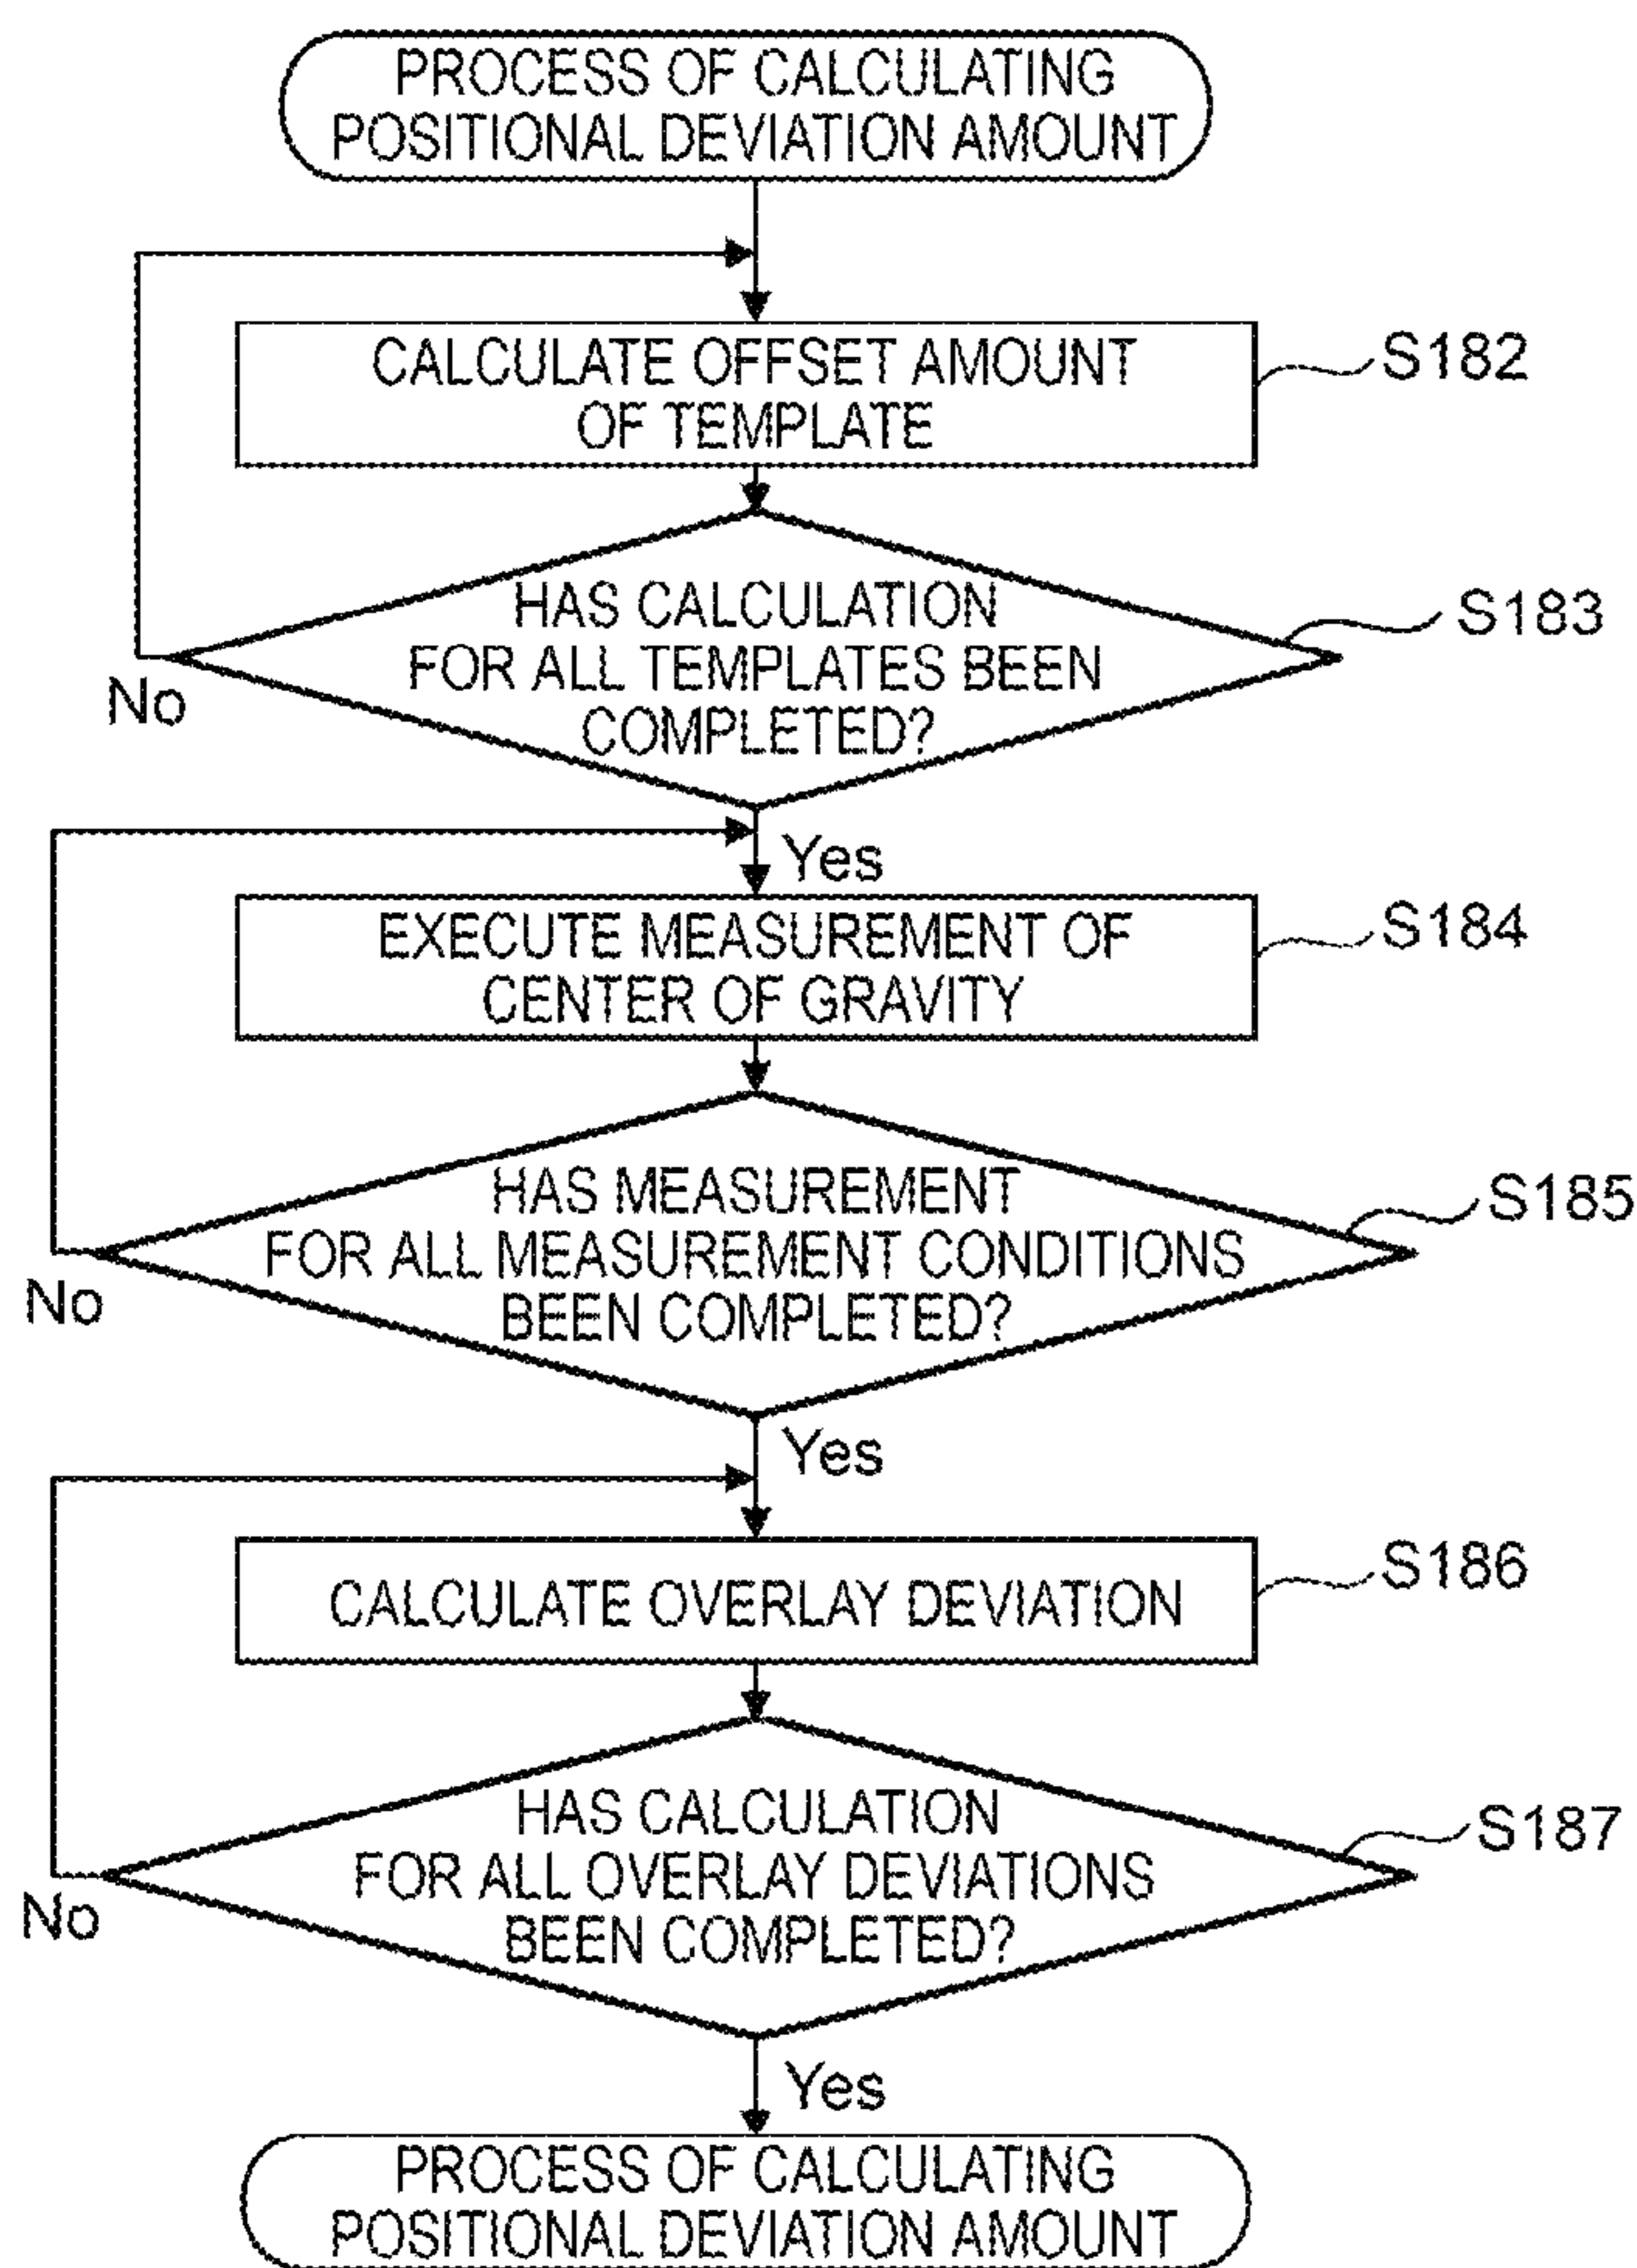 PROCESS OF CALCULATING
POSITIONAL DEVIATION AMOUNT
CALCULATE OFFSET AMOUNT
OF TEMPLATE
S182
HAS CALCULATION
FOR ALL TEMPLATES BEEN
COMPLETED?
S183
No
Yes
EXECUTE MEASUREMENT OF
CENTER OF GRAVITY
S184
HAS MEASUREMENT
FOR ALL MEASUREMENT CONDITIONS
BEEN COMPLETED?
S185
No
Yes
CALCULATE OVERLAY DEVIATION
S186
HAS CALCULATION
FOR ALL OVERLAY DEVIATIONS
BEEN COMPLETED?
S187
No
Yes
PROCESS OF CALCULATING
POSITIONAL DEVIATION AMOUNT